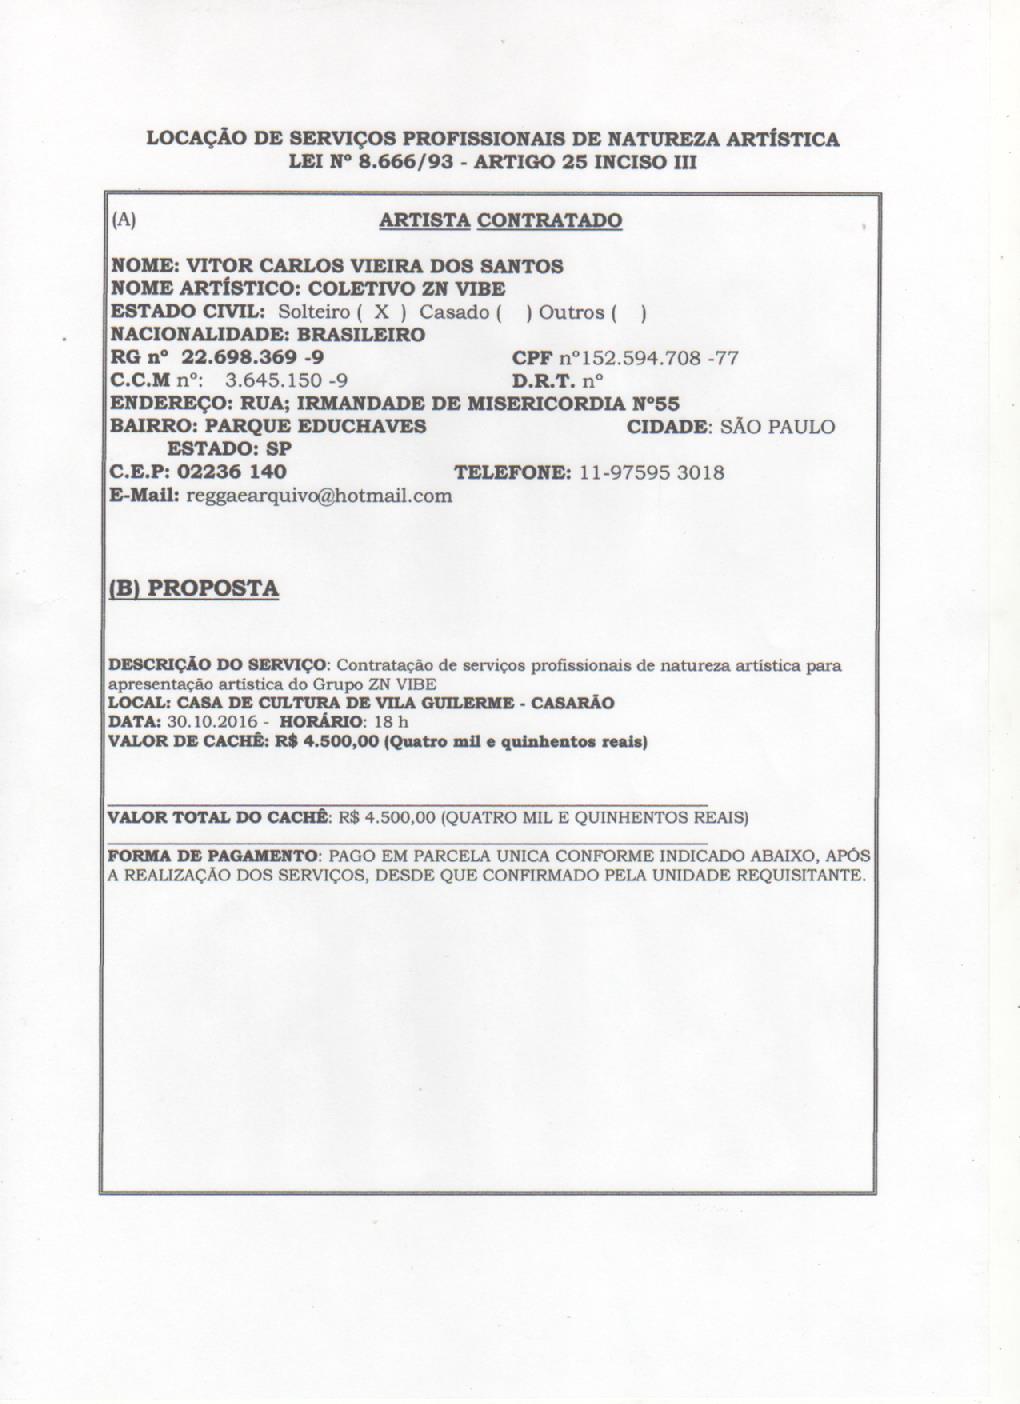 LOCAÇÃO DE SERVIÇOS PROFISSIONAIS DE NATUREZA ARTÍSTICA
LEI Nº 8.666/93 - ARTIGO 25 INCISO III
(A) ARTISTA CONTRATADO
NOME: VITOR CARLOS VIEIRA DOS SANTOS
NOME ARTÍSTICO: COLETIVO ZN VIBE
ESTADO CIVIL: Solteiro ( X ) Casado ( ) Outros ( )
NACIONALIDADE: BRASILEIRO
RG nº 22.698.369 -9 CPF nº152.594.708 -77
C.C.M nº: 3.645.150 -9 D.R.T. nº
ENDEREÇO: RUA; IRMANDADE DE MISERICORDIA Nº55
BAIRRO: PARQUE EDUCHAVES CIDADE: SÃO PAULO
ESTADO: SP
C.E.P: 02236 140 TELEFONE: 11-97595 3018
E-Mail: reggaearquivo@hotmail.com
(B) PROPOSTA
DESCRIÇÃO DO SERVIÇO: Contratação de serviços profissionais de natureza artística para
apresentação artistica do Grupo ZN VIBE
LOCAL: CASA DE CULTURA DE VILA GUILERME - CASARÃO
DATA: 30.10.2016 - HORÁRIO: 18 h
VALOR DE CACHÊ: R$ 4.500,00 (Quatro mil e quinhentos reais)
VALOR TOTAL DO CACHÊ: R$ 4.500,00 (QUATRO MIL E QUINHENTOS REAIS)
FORMA DE PAGAMENTO: PAGO EM PARCELA UNICA CONFORME INDICADO ABAIXO, APÓS
A REALIZAÇÃO DOS SERVIÇOS, DESDE QUE CONFIRMADO PELA UNIDADE REQUISITANTE.